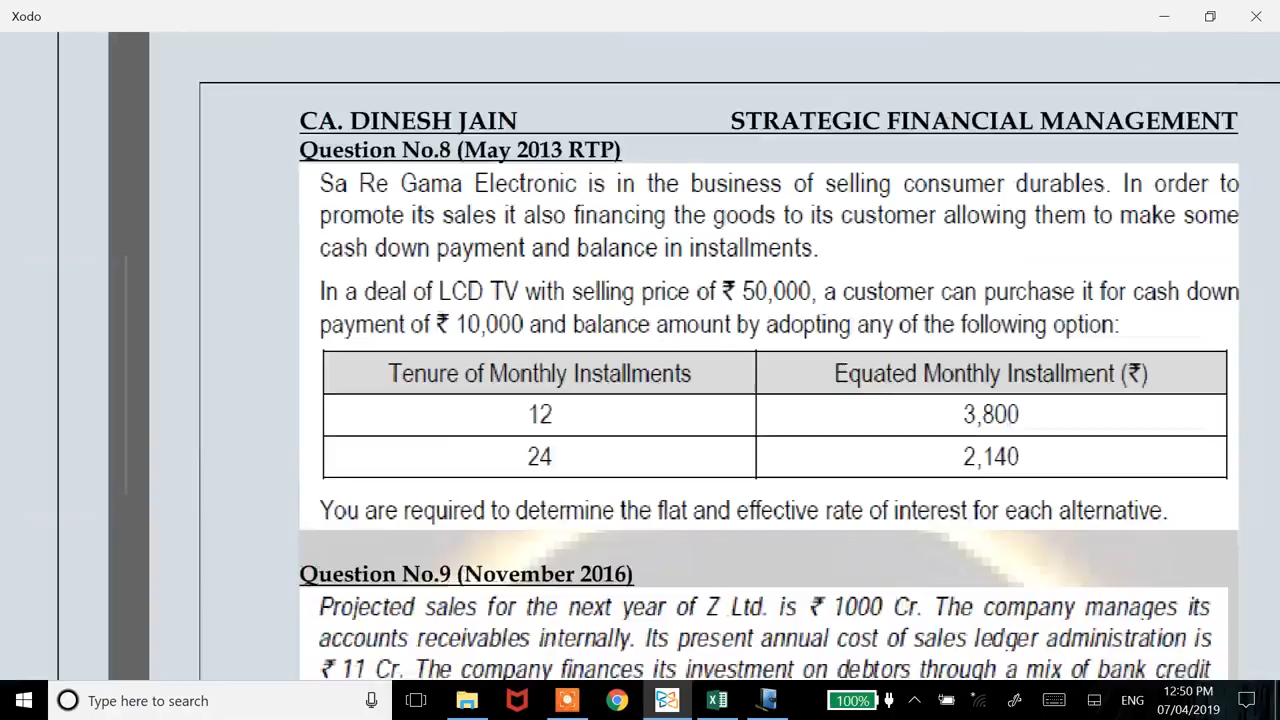 Xodo
CA. DINESH JAIN STRATEGIC FINANCIAL MANAGEMENT
Question No.8 (May 2013 RTP)
Sa Re Gama Electronic is in the business of selling consumer durables. In order to
promote its sales it also financing the goods to its customer allowing them to make some
cash down payment and balance in installments.
In a deal of LCD TV with selling price of ₹ 50,000, a customer can purchase it for cash down
payment of ₹ 10,000 and balance amount by adopting any of the following option:
Tenure of Monthly Installments Equated Monthly Installment (₹)
12 3,800
24 2,140
You are required to determine the flat and effective rate of interest for each alternative.
Question No.9 (November 2016)
Projected sales for the next year of Z Ltd. is ₹ 1000 Cr. The company manages its
accounts receivables internally. Its present annual cost of sales ledger administration is
₹ 11 Cr. The company finances its investment on debtors through a mix of bank credit
Type here to search 100% ENG 12:50 PM
07/04/2019